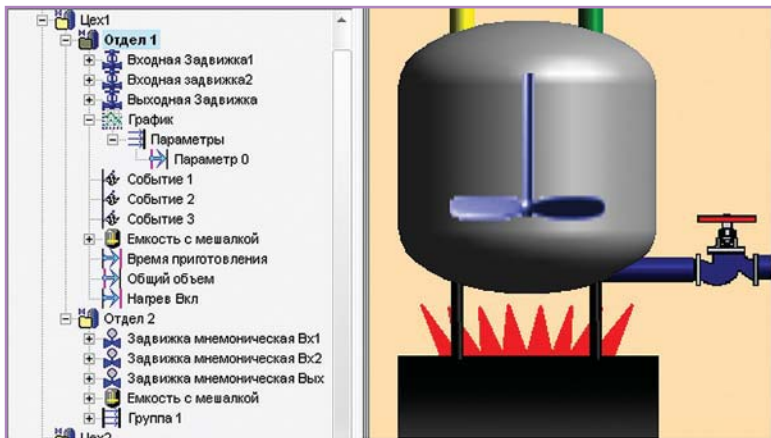 Цех1
Отдел 1
Входная Задвижка1
Входная задвижка2
Выходная Задвижка
График
Параметры
Параметр 0
Событие 1
Событие 2
Событие 3
Емкость с мешалкой
Время приготовления
Общий объем
Нагрев Вкл
Отдел 2
Задвижка мнемоническая Вх1
Задвижка мнемоническая Вх2
Задвижка мнемоническая Вых
Емкость с мешалкой
Группа 1
Цех2